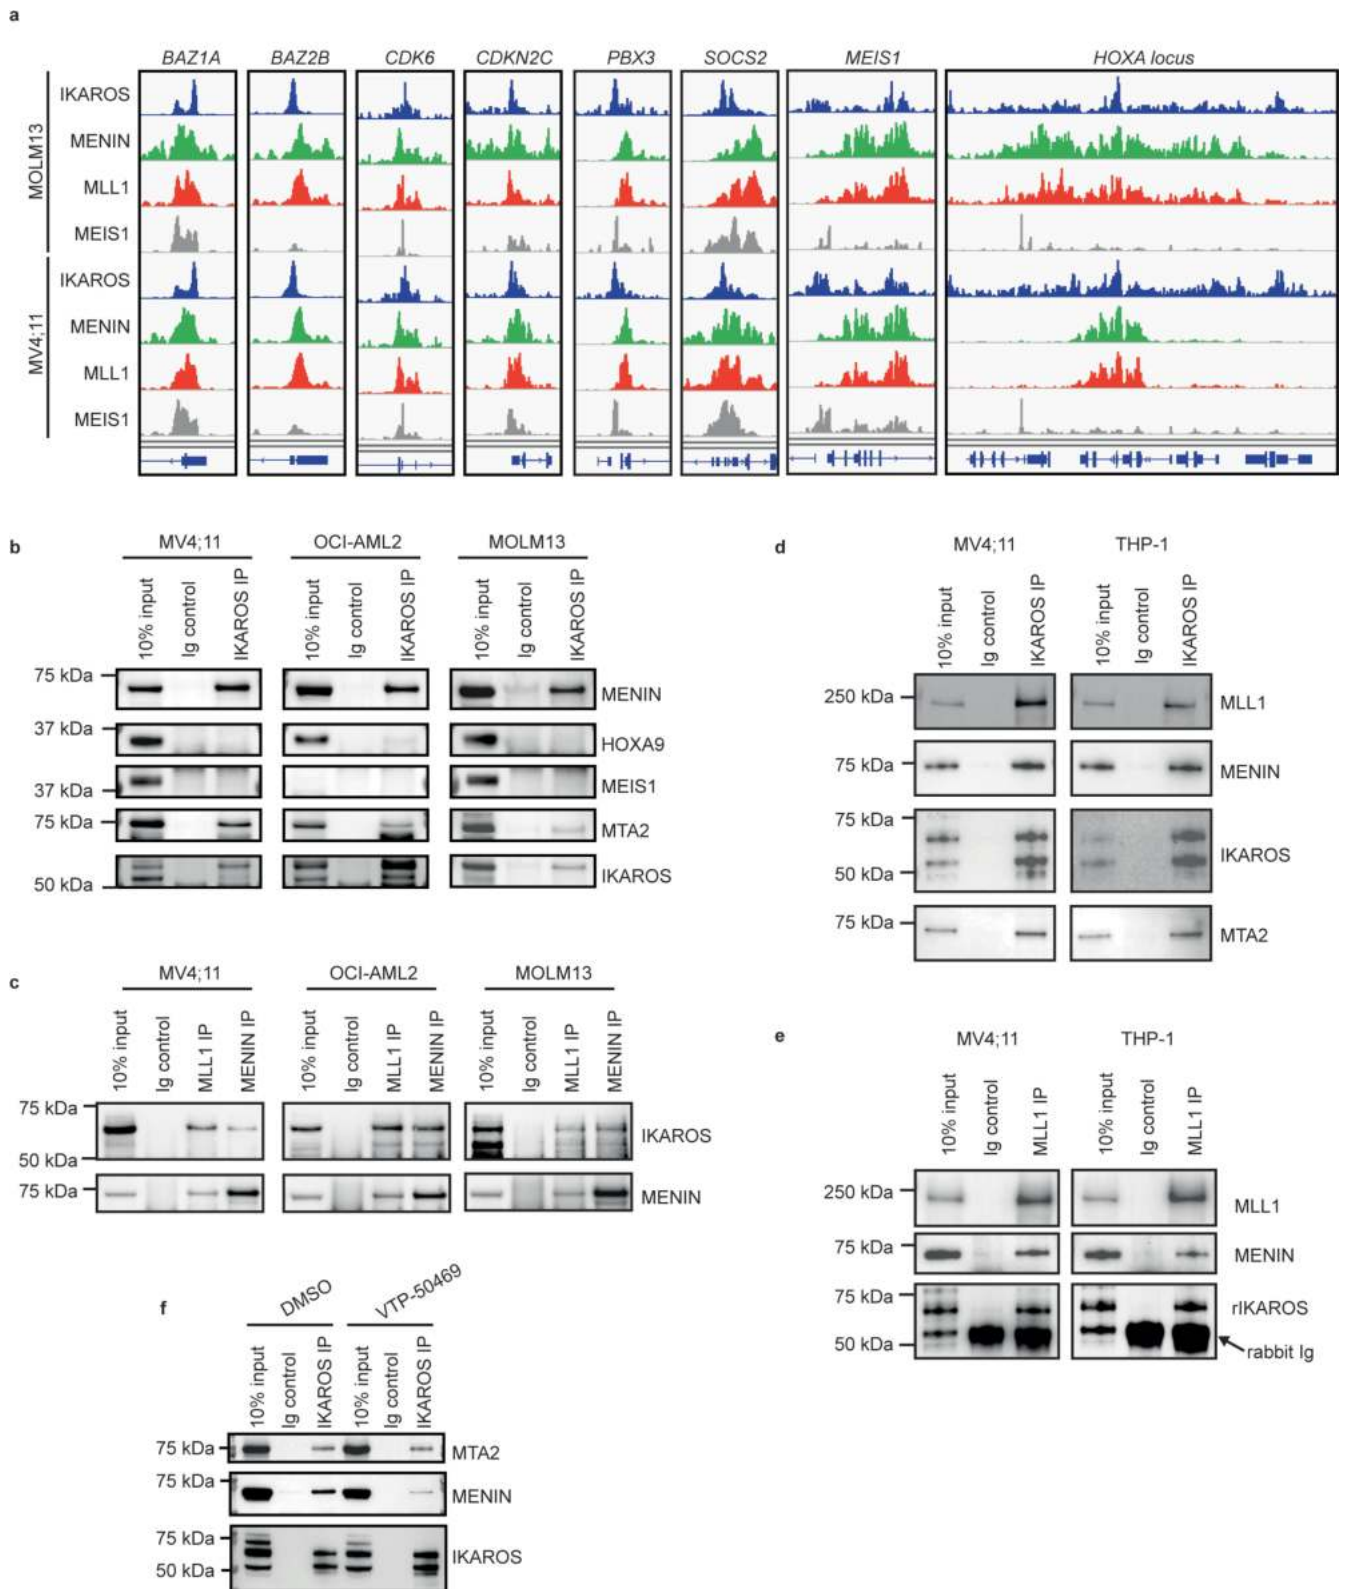 a
BAZ1A BAZ2B CDK6 CDKN2C PBX3 SOCS2 MEIS1 HOXA locus
MOLM13
IKAROS
MENIN
MLL1
MEIS1
MV4;11
IKAROS
MENIN
MLL1
MEIS1
b
MV4;11 OCI-AML2 MOLM13
10% input Ig control IKAROS IP 10% input Ig control IKAROS IP 10% input Ig control IKAROS IP
75 kDa MENIN
37 kDa HOXA9
37 kDa MEIS1
75 kDa MTA2
50 kDa IKAROS
c
MV4;11 OCI-AML2 MOLM13
10% input Ig control MLL1 IP MENIN IP 10% input Ig control MLL1 IP MENIN IP 10% input Ig control MLL1 IP MENIN IP
75 kDa
IKAROS
50 kDa
75 kDa MENIN
d
MV4;11 THP-1
10% input Ig control IKAROS IP 10% input Ig control IKAROS IP
250 kDa MLL1
75 kDa MENIN
75 kDa
IKAROS
50 kDa
75 kDa MTA2
e
MV4;11 THP-1
10% input Ig control MLL1 IP 10% input Ig control MLL1 IP
250 kDa MLL1
75 kDa MENIN
75 kDa rIKAROS
50 kDa rabbit Ig
f
DMSO VTP-50469
10% input Ig control IKAROS IP 10% input Ig control IKAROS IP
75 kDa MTA2
75 kDa MENIN
75 kDa
IKAROS
50 kDa